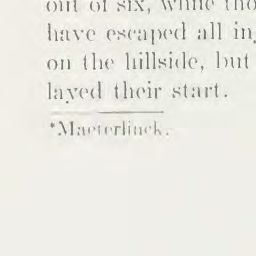 out of six, while tho
have escaped all in
on the hillside, but
layed their start.
*Maeterlinck.